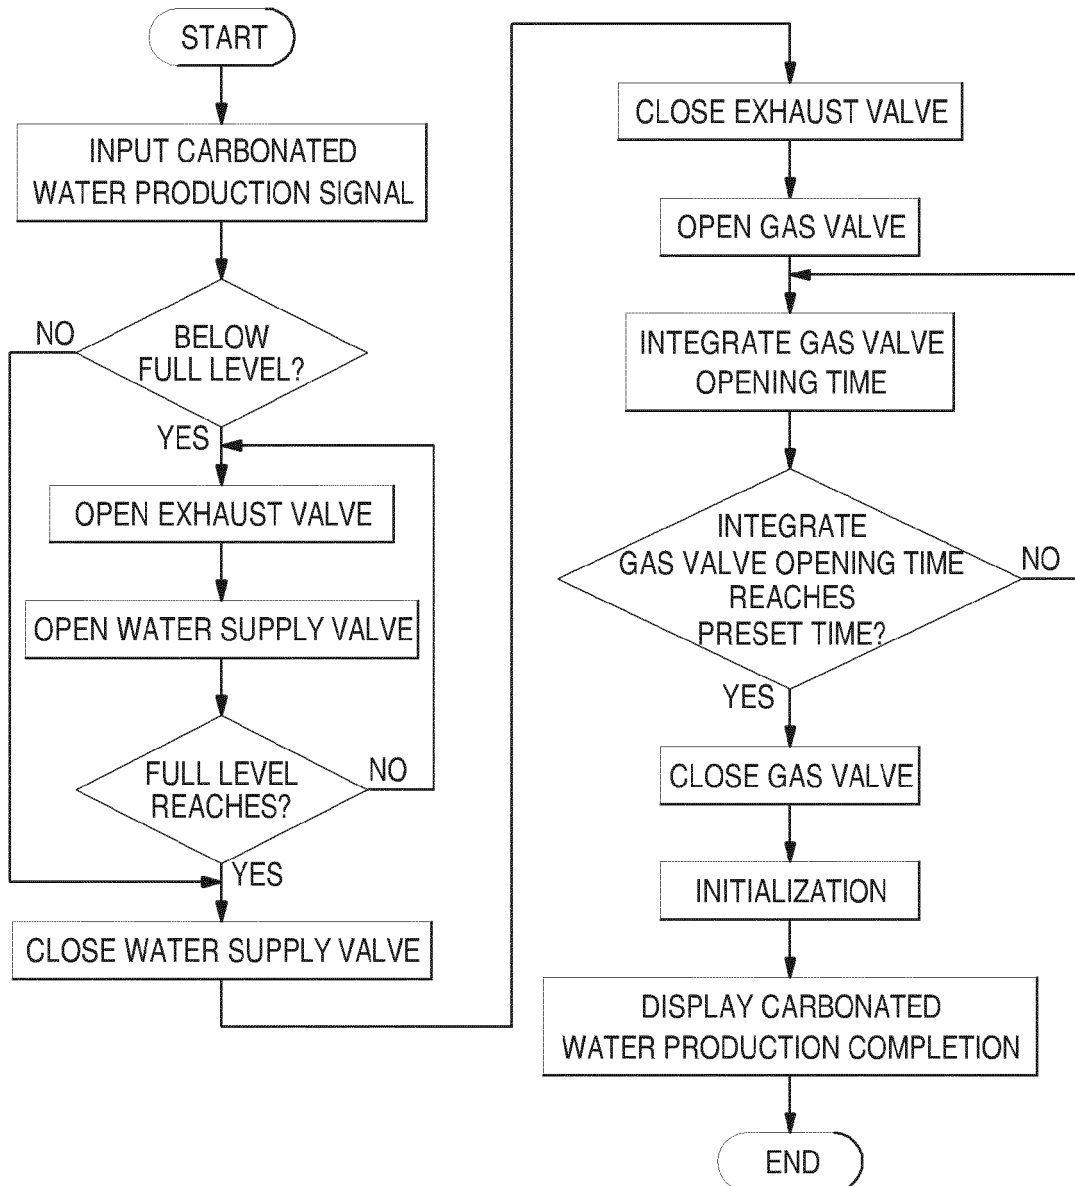 START
INPUT CARBONATED
WATER PRODUCTION SIGNAL
BELOW
FULL LEVEL?
NO
YES
OPEN EXHAUST VALVE
OPEN WATER SUPPLY VALVE
FULL LEVEL
REACHES?
NO
YES
CLOSE WATER SUPPLY VALVE
CLOSE EXHAUST VALVE
OPEN GAS VALVE
INTEGRATE GAS VALVE
OPENING TIME
INTEGRATE
GAS VALVE OPENING TIME
REACHES
PRESET TIME?
NO
YES
CLOSE GAS VALVE
INITIALIZATION
DISPLAY CARBONATED
WATER PRODUCTION COMPLETION
END